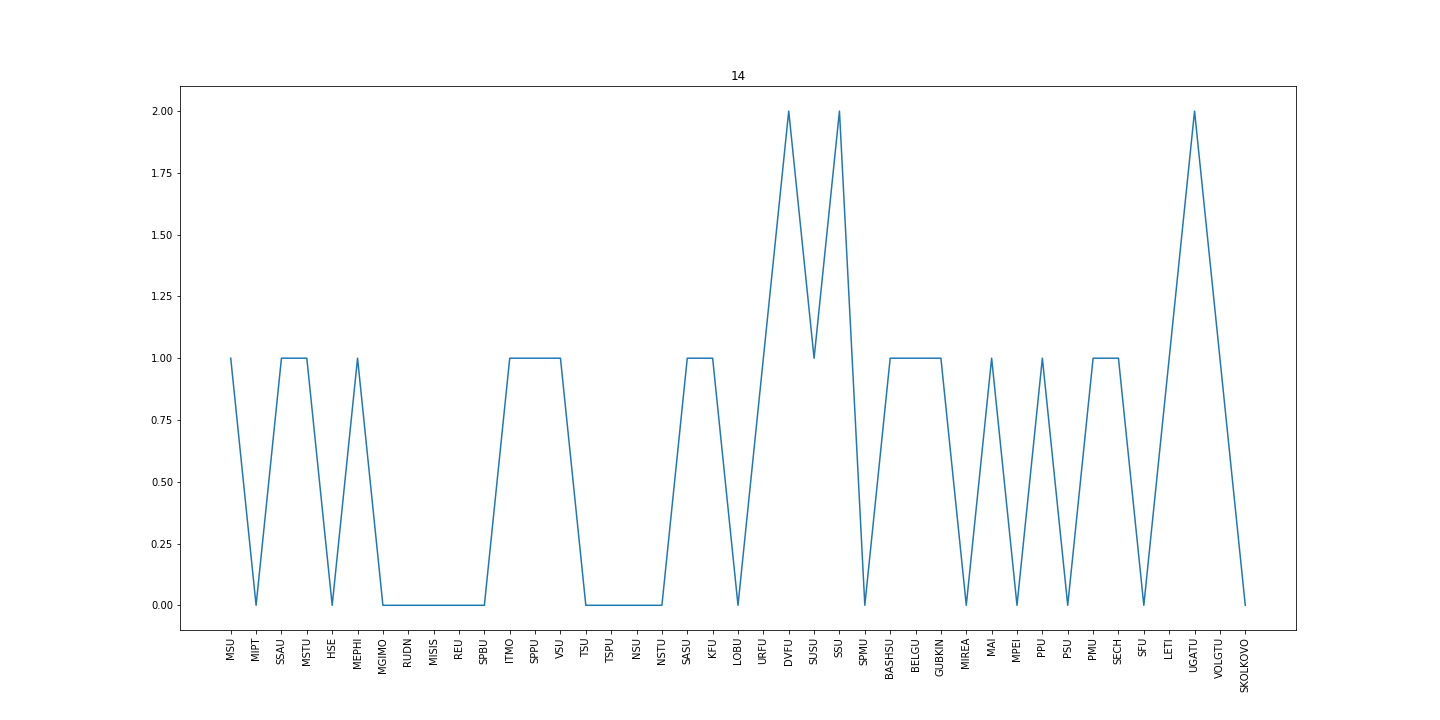 14
2.00
1.75
1.50
1.25
1.00
0.75
0.50
0.25
0.00
MSU
MIPT
SSAU
MSTU
HSE
MEPHI
MGIMO
RUDN
MISIS
REU
SPBU
ITMO
SPPU
VSU
TSU
TSPU
NSU
NSTU
SASU
KFU
LOBU
URFU
DVFU
SUSU
SSU
SPMU
BASHSU
BELGU
GUBKIN
MIREA
MAI
MPEI
PPU
PSU
PMU
SECH
SFU
LETI
UGATU
VOLGTU
SKOLKOVO